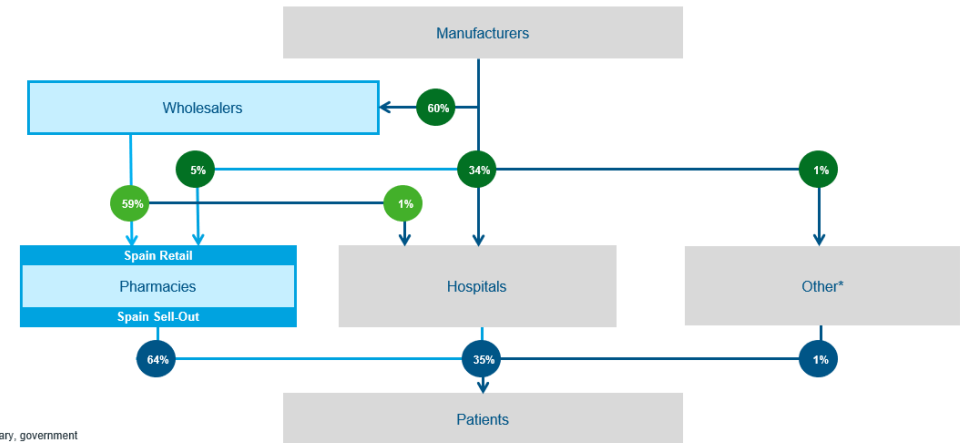 Manufacturers
Wholesalers
60%
5%
34%
1%
59%
1%
Spain Retail
Pharmacies
Hospitals
Other*
Spain Sell-Out
64%
35%
1%
Patients
government